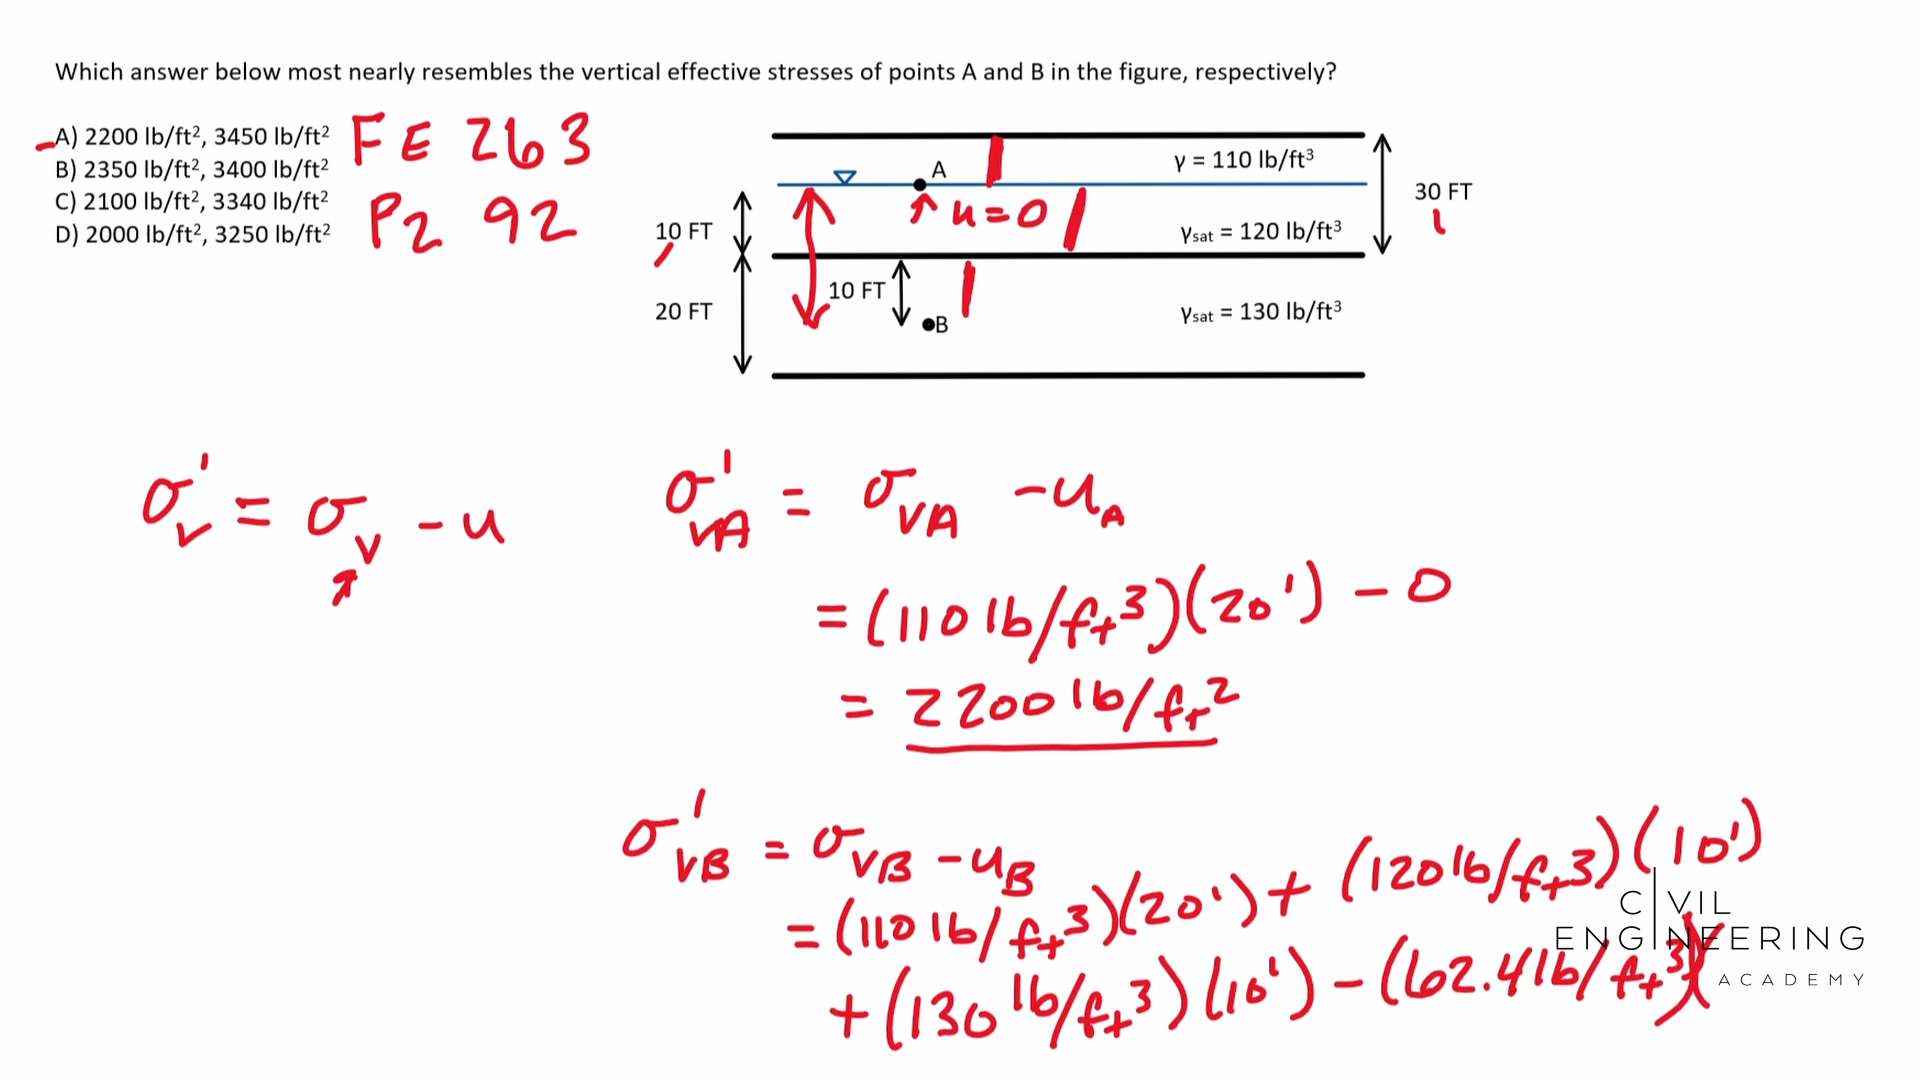 Which answer below most nearly resembles the vertical effective stresses of points A and B in the figure, respectively?
A) 2200 lb/ft², 3450 lb/ft²
B) 2350 lb/ft², 3400 lb/ft²
C) 2100 lb/ft², 3340 lb/ft²
D) 2000 lb/ft², 3250 lb/ft²
FE 263
P2 92
A
γ = 110 lb/ft³
30 FT
u=0
10 FT
γsat = 120 lb/ft³
10 FT
20 FT
B
γsat = 130 lb/ft³
σ'v = σv - u
σ'vA = σvA - uA
= (110 lb/ft³)(20') - 0
= 2200 lb/ft²
σ'vB = σvB - uB
= (110 lb/ft³)(20') + (120 lb/ft³)(10')
+ (130 lb/ft³)(10') - (62.4 lb/ft³)(
CIVIL
ENGINEERING
ACADEMY